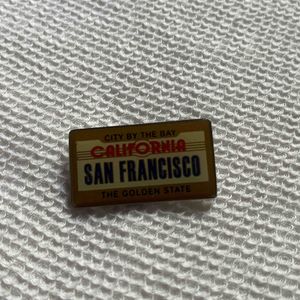 CITY BY THE BAY
CALIFORNIA
SAN FRANCISCO
THE GOLDEN STATE